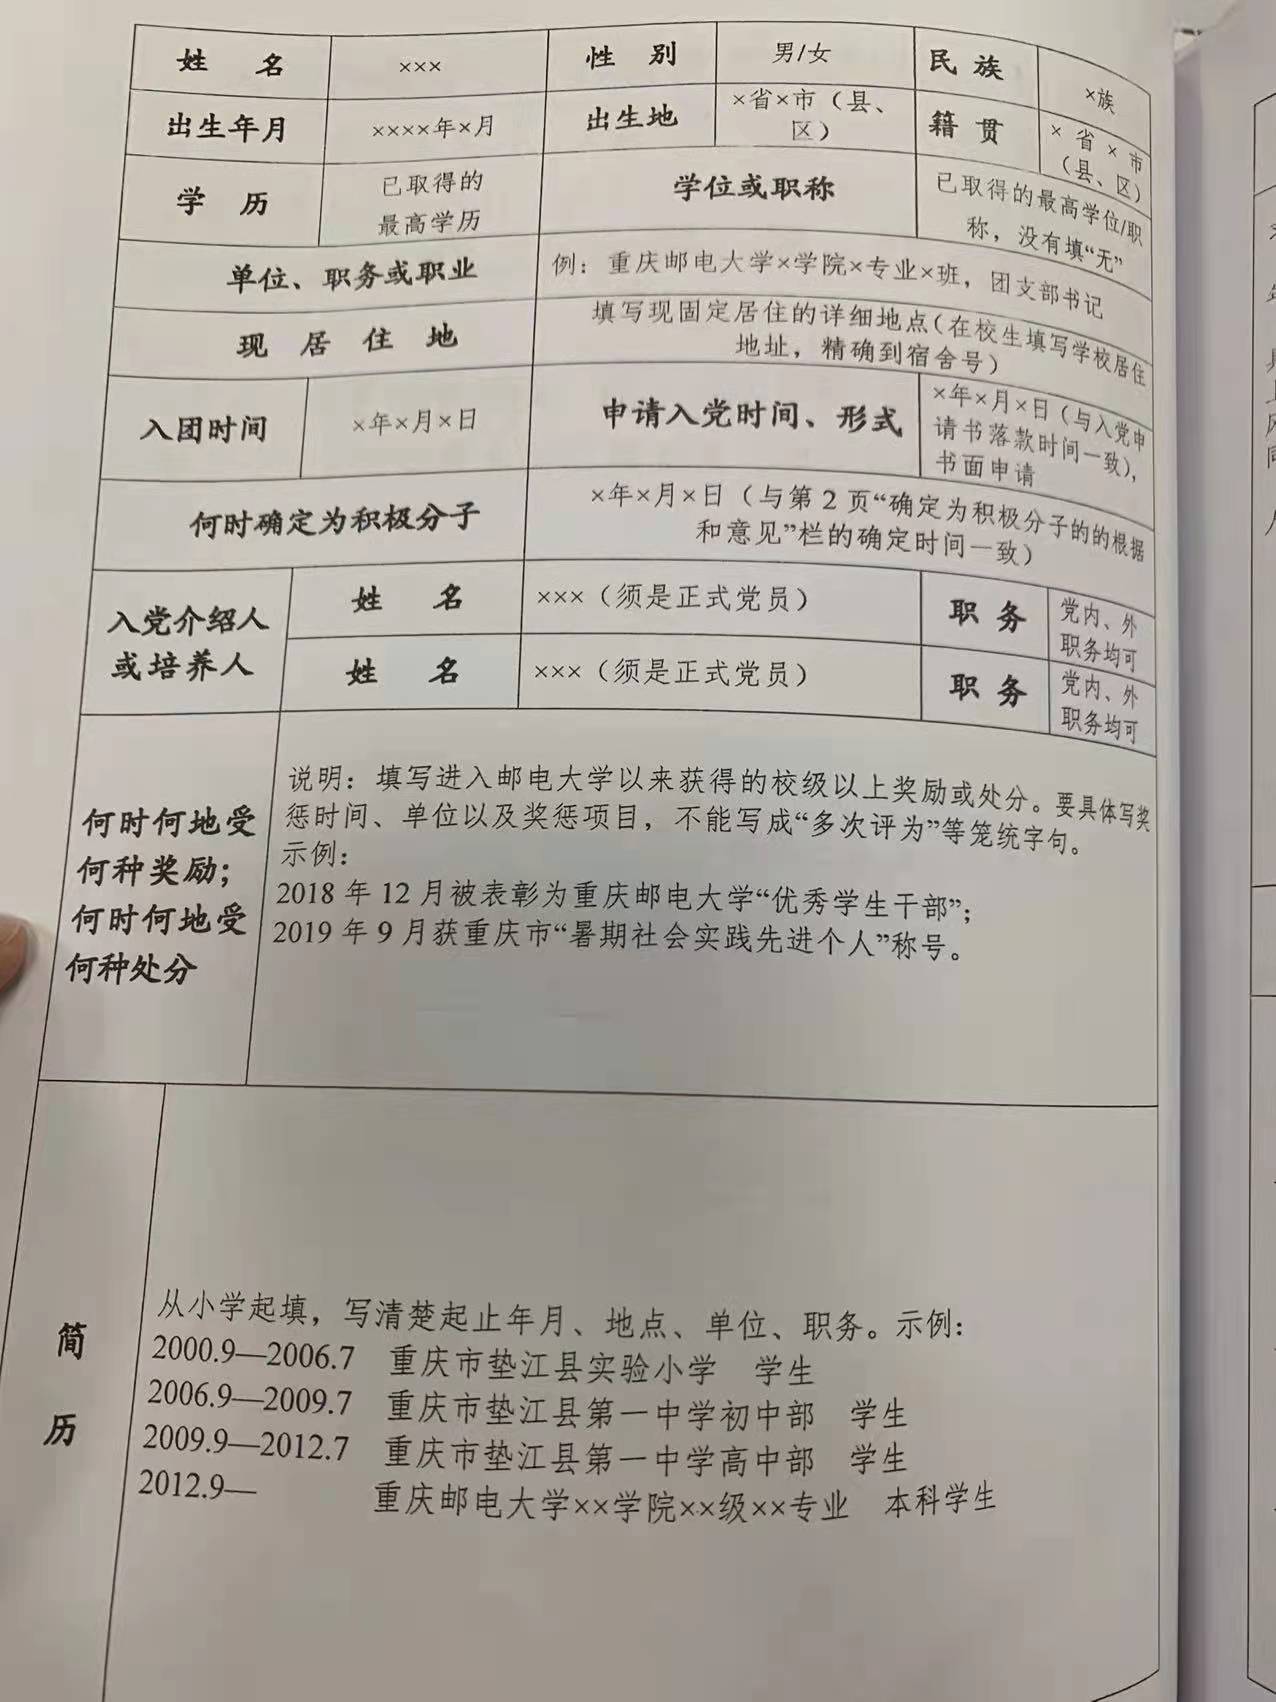 姓 名 ××× 性 别 男/女 民 族 ×族
出生年月 ××××年×月 出生地 ×省×市（县、
区） 籍 贯 × 省 × 市
（县、区）
学 历 已取得的
最高学历 学位或职称 已取得的最高学位/职
称，没有填“无”
单位、职务或职业 例：重庆邮电大学×学院×专业×班，团支部书记
现 居 住 地 填写现固定居住的详细地点（在校生填写学校居住
地址，精确到宿舍号）
入团时间 ×年×月×日 申请入党时间、形式 ×年×月×日（与入党申
请书落款时间一致），
书面申请
何时确定为积极分子 ×年×月×日（与第 2 页“确定为积极分子的的根据
和意见”栏的确定时间一致）
入党介绍人
或培养人
姓 名 ×××（须是正式党员） 职 务 党内、外
职务均可
姓 名 ×××（须是正式党员） 职 务 党内、外
职务均可
何时何地受
何种奖励；
何时何地受
何种处分
说明：填写进入邮电大学以来获得的校级以上奖励或处分。要具体写奖
惩时间、单位以及奖惩项目，不能写成“多次评为”等笼统字句。
示例：
2018 年 12 月被表彰为重庆邮电大学“优秀学生干部”；
2019 年 9 月获重庆市“暑期社会实践先进个人”称号。
简
历
从小学起填，写清楚起止年月、地点、单位、职务。示例：
2000.9—2006.7 重庆市垫江县实验小学 学生
2006.9—2009.7 重庆市垫江县第一中学初中部 学生
2009.9—2012.7 重庆市垫江县第一中学高中部 学生
2012.9— 重庆邮电大学××学院××级××专业 本科学生